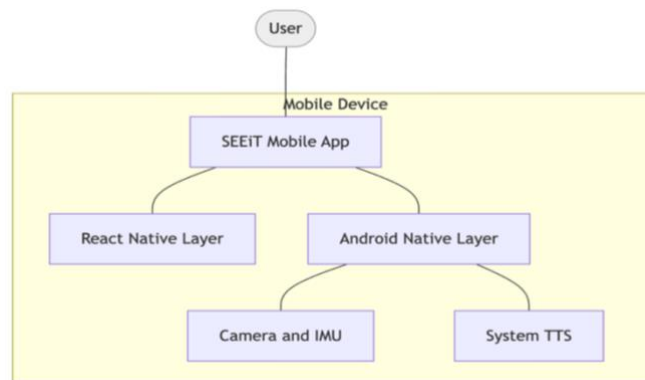 User
Mobile Device
SEEiT Mobile App
React Native Layer
Android Native Layer
Camera and IMU
System TTS